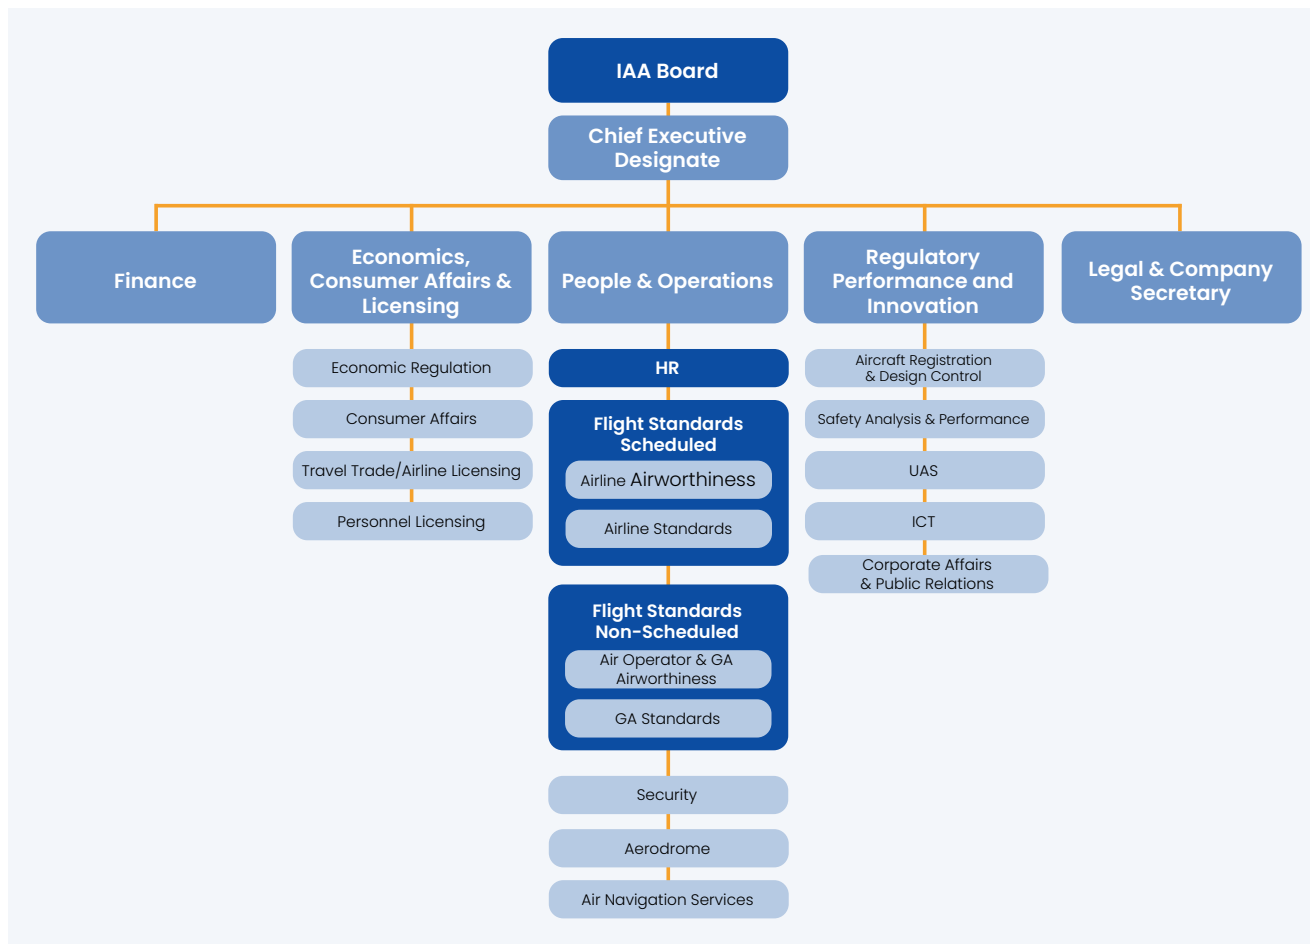 IAA Board
Chief Executive
Designate
Finance
Economics,
Consumer Affairs &
Licensing
People & Operations
Regulatory
Performance and
Innovation
Legal & Company
Secretary
Economic Regulation
Consumer Affairs
Travel Trade/Airline Licensing
Personnel Licensing
HR
Flight Standards
Scheduled
Airline Airworthiness
Airline Standards
Flight Standards
Non-Scheduled
Air Operator & GA
Airworthiness
GA Standards
Security
Aerodrome
Air Navigation Services
Aircraft Registration
& Design Control
Safety Analysis & Performance
UAS
ICT
Corporate Affairs
& Public Relations